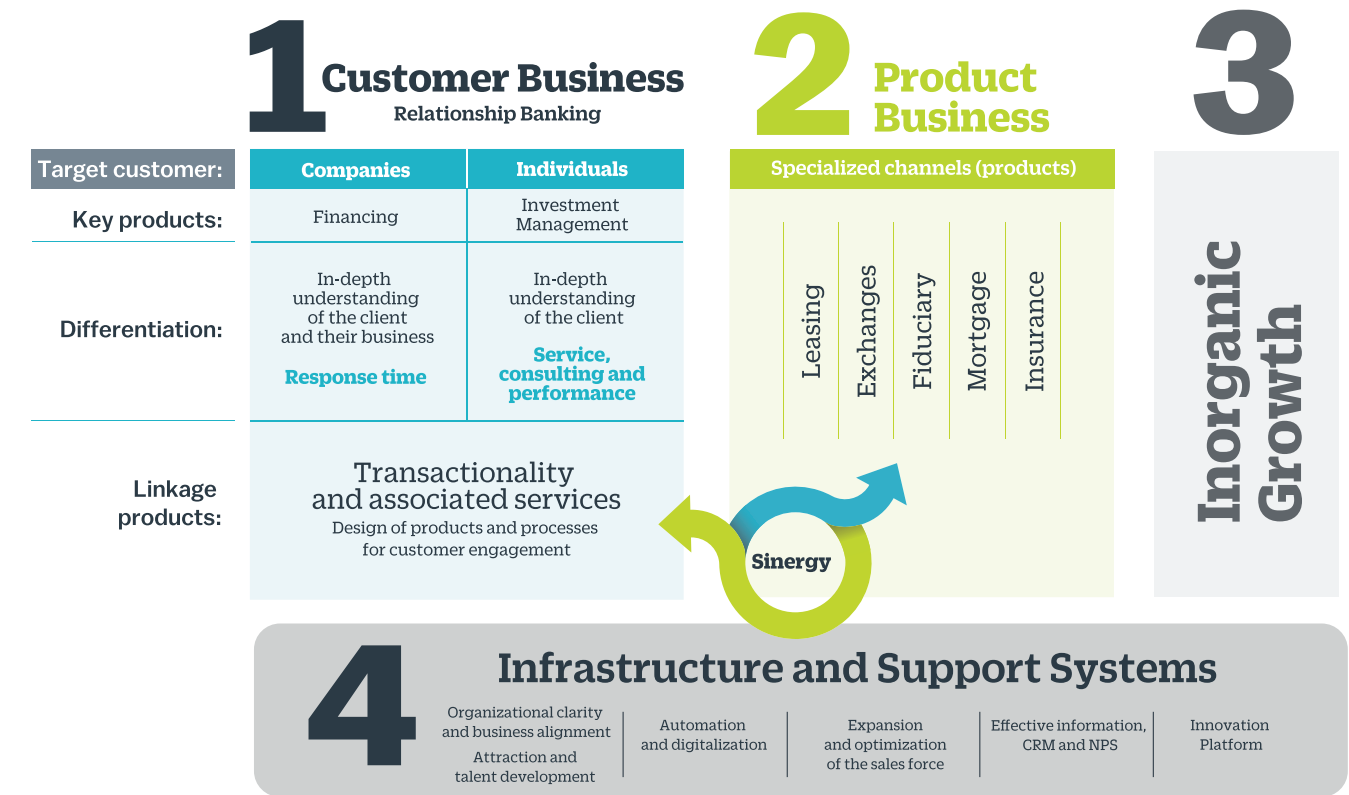 1
Customer Business
Relationship Banking
2
Product
Business
3
Target customer:
Companies
Individuals
Specialized channels (products)
Key products:
Financing
Investment
Management
Differentiation:
In-depth
understanding
of the client
and their business
Response time
In-depth
understanding
of the client
Service,
consulting and
performance
Leasing
Exchanges
Fiduciary
Mortgage
Insurance
Inorganic
Growth
Linkage
products:
Transactionality
and associated services
Design of products and processes
for customer engagement
Sinergy
4
Infrastructure and Support Systems
Organizational clarity
and business alignment
Attraction and
talent development
Automation
and digitalization
Expansion
and optimization
of the sales force
Effective information,
CRM and NPS
Innovation
Platform